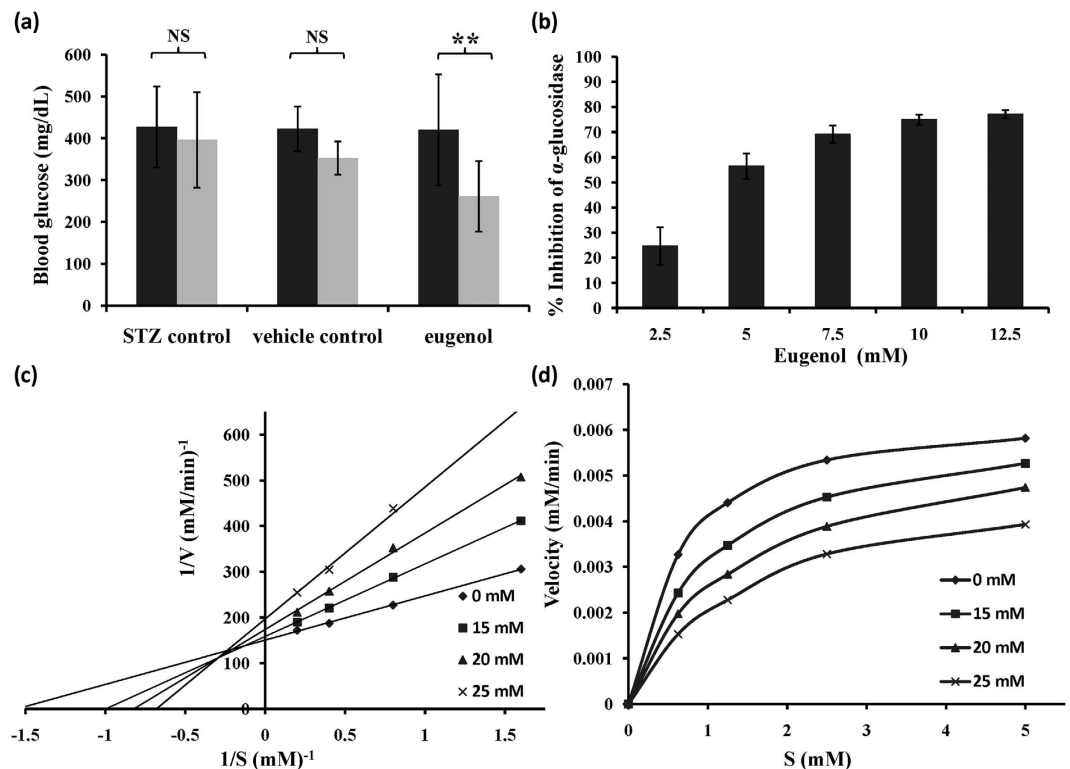 (a)
NS
NS
**
600
500
400
300
400
100
0
Blood glucose (mg/dL)
STZ control
vehicle control
eugenol
(b)
100
90
80
70
60
50
40
30
20
10
0
% Inhibition of α-glucosidase
2.5
5
7.5
10
12.5
Eugenol (mM)
(c)
600
500
400
300
200
100
0
1/V (mM/min)-1
-1.5
-1
-0.5
0
0.5
1
1.5
1/S (mM)-1
0 mM
15 mM
20 mM
25 mM
(d)
0.007
0.006
0.005
0.004
0.003
0.002
0.001
0
Velocity (mM/min)
0
1
2
3
4
5
S (mM)
0 mM
15 mM
20 mM
25 mM